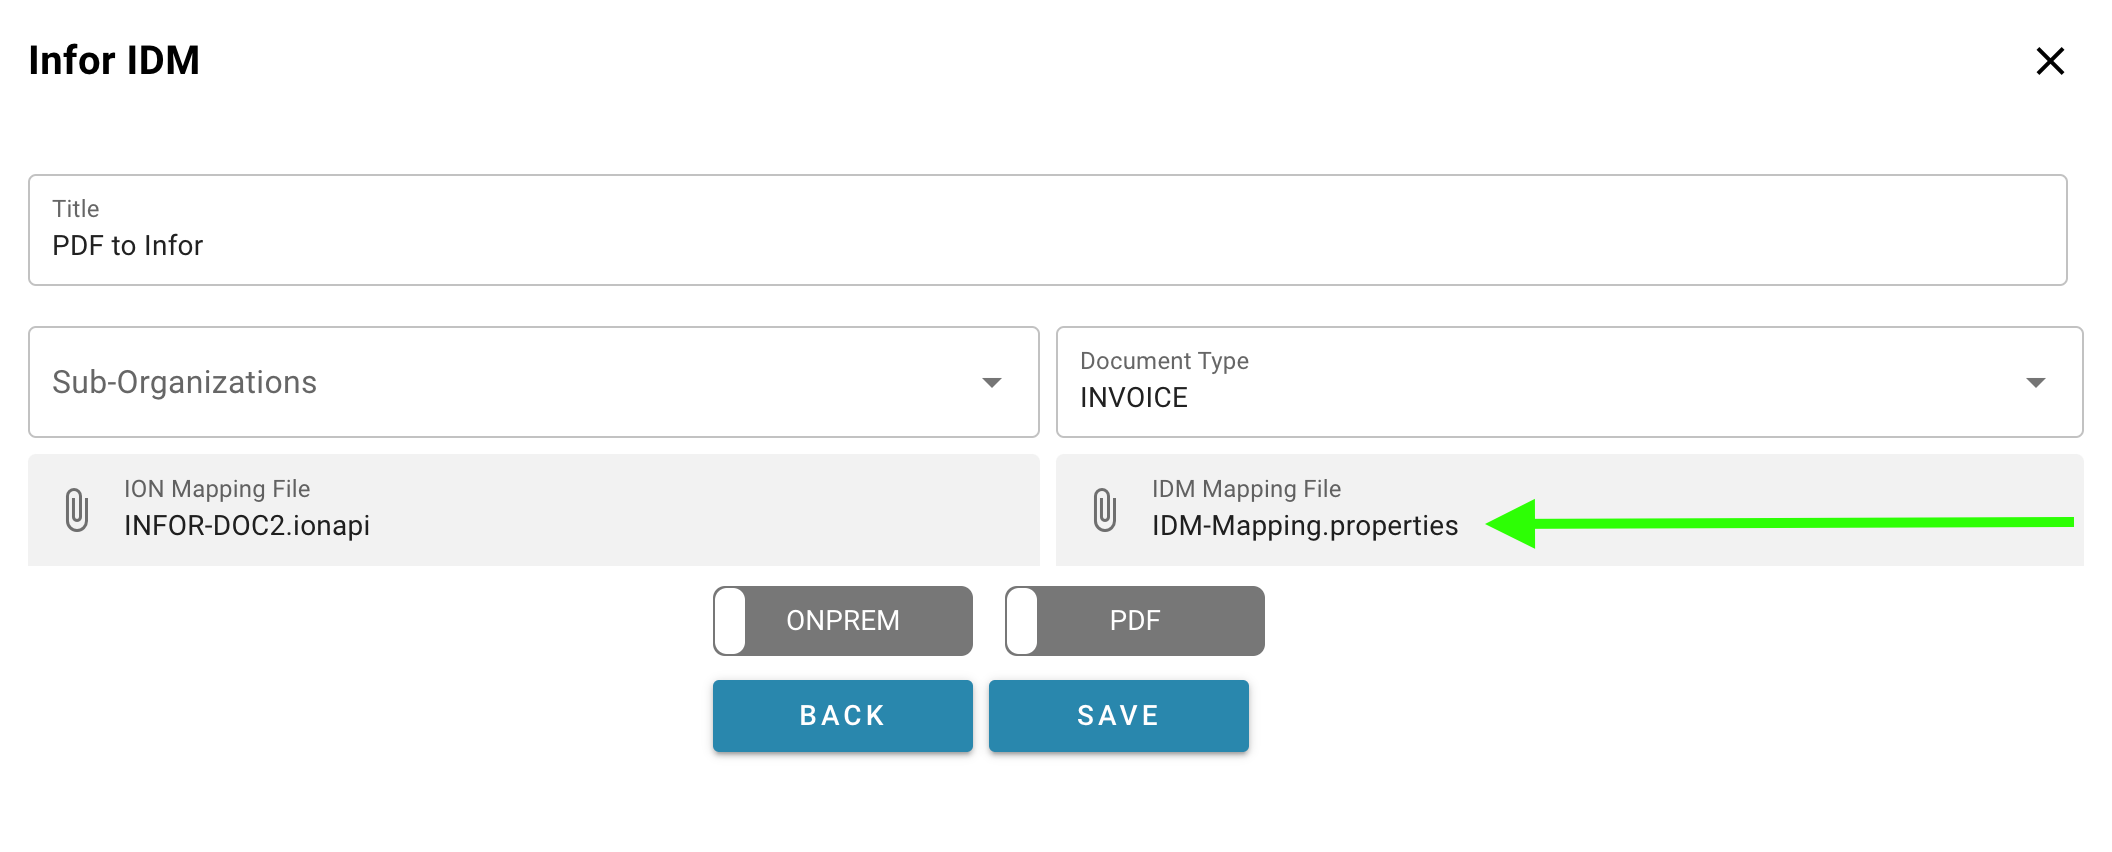 Infor IDM
Title
PDF to Infor
Sub-Organizations
Document Type
INVOICE
ION Mapping File
INFOR-DOC2.ionapi
IDM Mapping File
IDM-Mapping.properties
ONPREM
PDF
BACK
SAVE